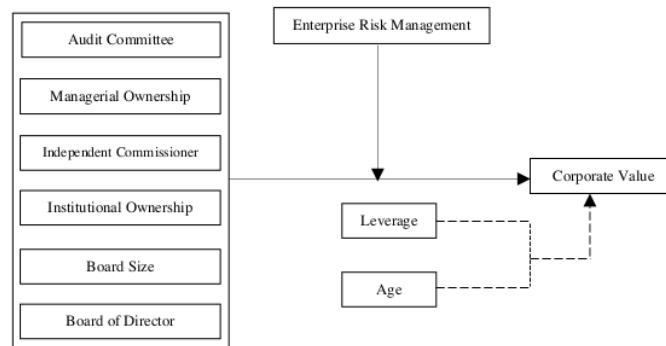 Audit Committee
Managerial Ownership
Independent Commissioner
Institutional Ownership
Board Size
Board of Director
Enterprise Risk Management
Leverage
Age
Corporate Value